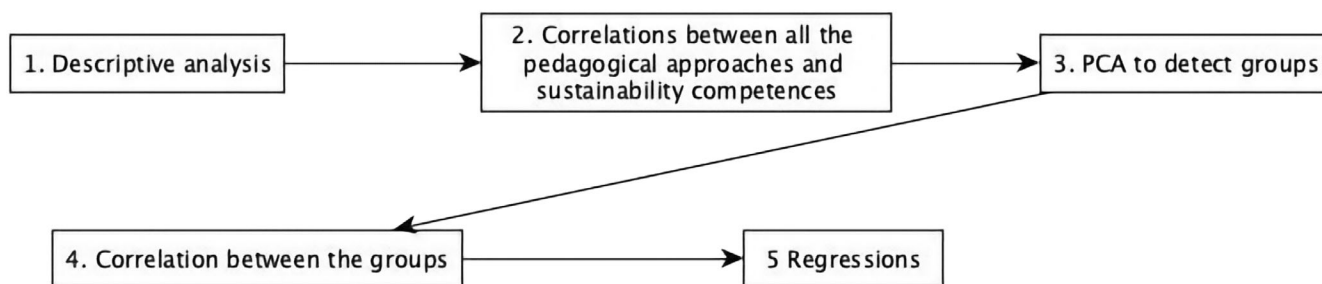 1. Descriptive analysis
2. Correlations between all the
pedagogical approaches and
sustainability competences
3. PCA to detect groups
4. Correlation between the groups
5 Regressions